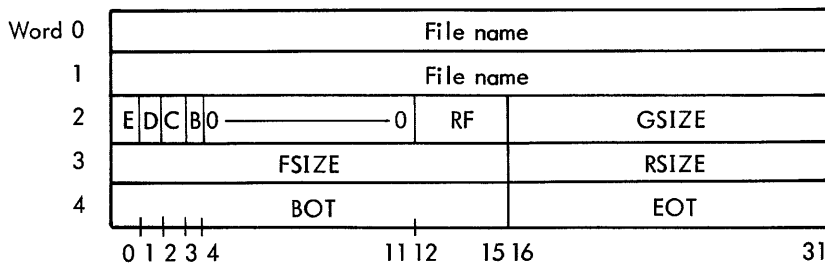 Word 0 File name
1 File name
2 E D C B 0 0 RF GSIZE
3 FSIZE RSIZE
4 BOT EOT
0 1 2 3 4 11 12 15 16 31